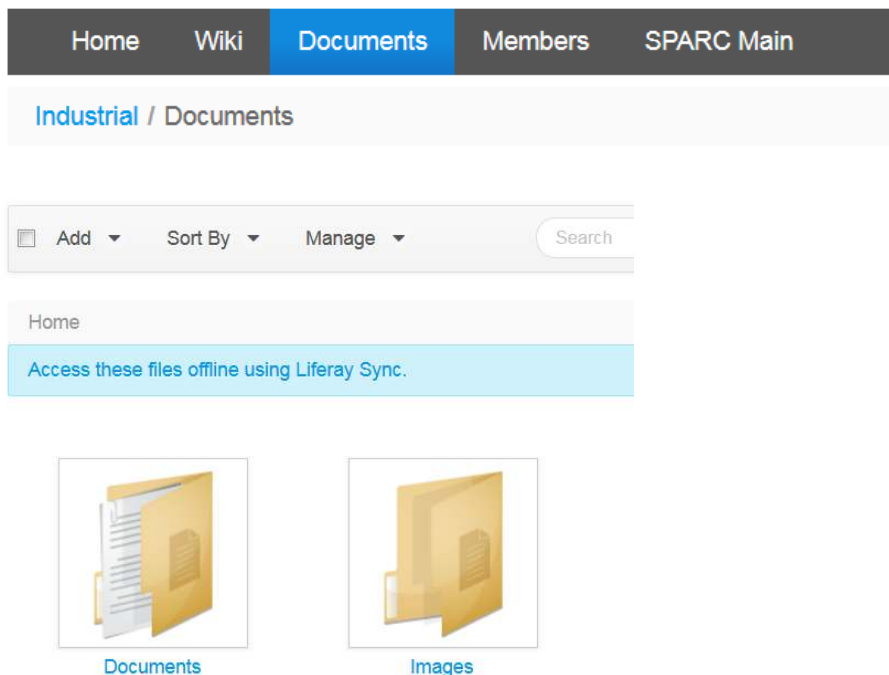 Home Wiki Documents Members SPARC Main
Industrial / Documents
Add Sort By Manage Search
Home
Access these files offline using Liferay Sync.
Documents Images